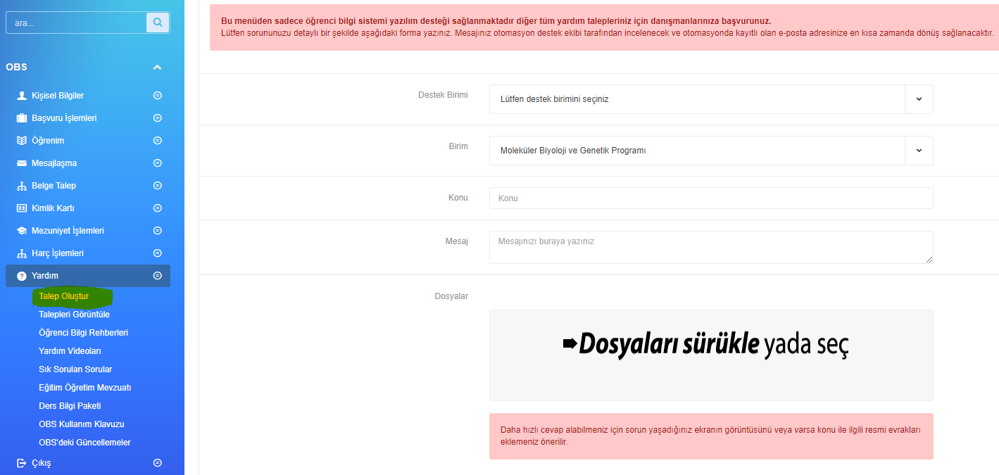 ara...
OBS
Kişisel Bilgiler
Başvuru İşlemleri
Öğrenim
Mesajlaşma
Belge Talep
Kimlik Kartı
Mezuniyet İşlemleri
Harç İşlemleri
Yardım
Talep Oluştur
Talepleri Görüntüle
Öğrenci Bilgi Rehberleri
Yardım Videoları
Sık Sorulan Sorular
Eğitim Öğretim Mevzuatı
Ders Bilgi Paketi
OBS Kullanım Klavuzu
OBS'deki Güncellemeler
Çıkış
Bu menüden sadece öğrenci bilgi sistemi yazılım desteği sağlanmaktadır diğer tüm yardım talepleriniz için danışmanlarınıza başvurunuz.
Lütfen sorununuzu detaylı bir şekilde aşağıdaki forma yazınız. Mesajınız otomasyon destek ekibi tarafından incelenecek ve otomasyonda kayıtlı olan e-posta adresinize en kısa zamanda dönüş sağlanacaktır.
Destek Birimi
Lütfen destek birimini seçiniz
Birim
Moleküler Biyoloji ve Genetik Programı
Konu
Konu
Mesaj
Mesajınızı buraya yazınız
Dosyalar
Dosyaları sürükle yada seç
Daha hızlı cevap alabilmeniz için sorun yaşadığınız ekranın görüntüsünü veya varsa konu ile ilgili resmi evrakları
eklemeniz önerilir.